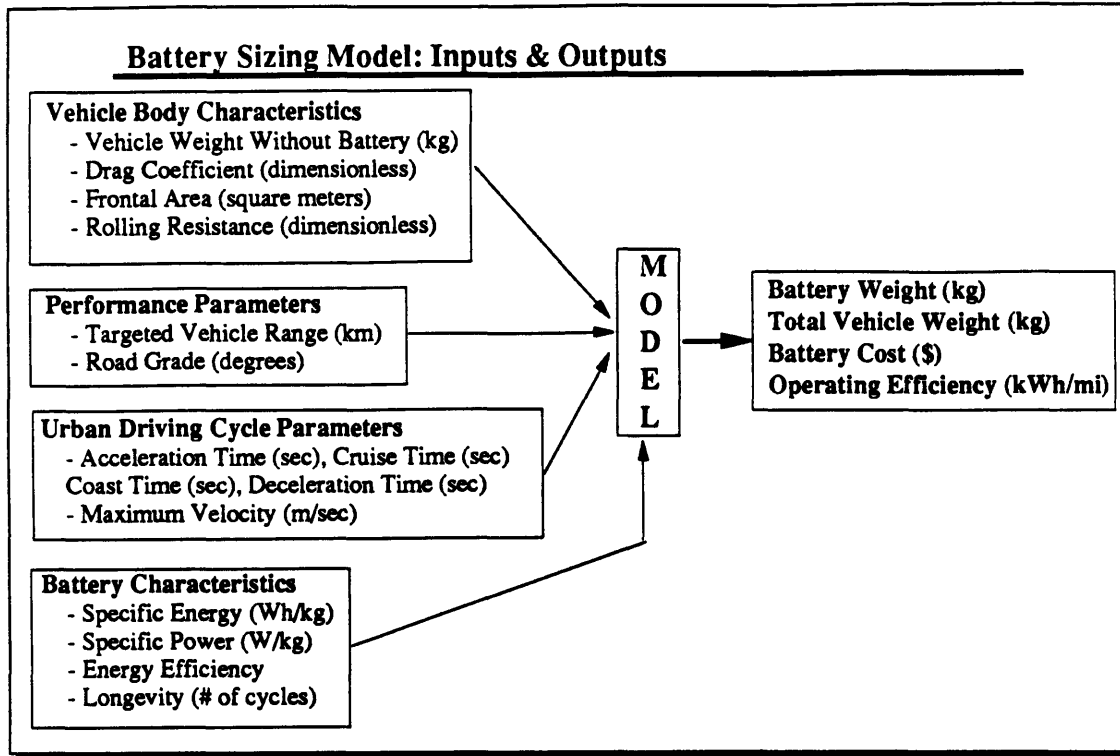 Battery Sizing Model: Inputs & Outputs
Vehicle Body Characteristics
- Vehicle Weight Without Battery (kg)
- Drag Coefficient (dimensionless)
- Frontal Area (square meters)
- Rolling Resistance (dimensionless)
Performance Parameters
- Targeted Vehicle Range (km)
- Road Grade (degrees)
Urban Driving Cycle Parameters
- Acceleration Time (sec), Cruise Time (sec)
Coast Time (sec), Deceleration Time (sec)
- Maximum Velocity (m/sec)
Battery Characteristics
- Specific Energy (Wh/kg)
- Specific Power (W/kg)
- Energy Efficiency
- Longevity (# of cycles)
M
O
D
E
L
Battery Weight (kg)
Total Vehicle Weight (kg)
Battery Cost ($)
Operating Efficiency (kWh/mi)